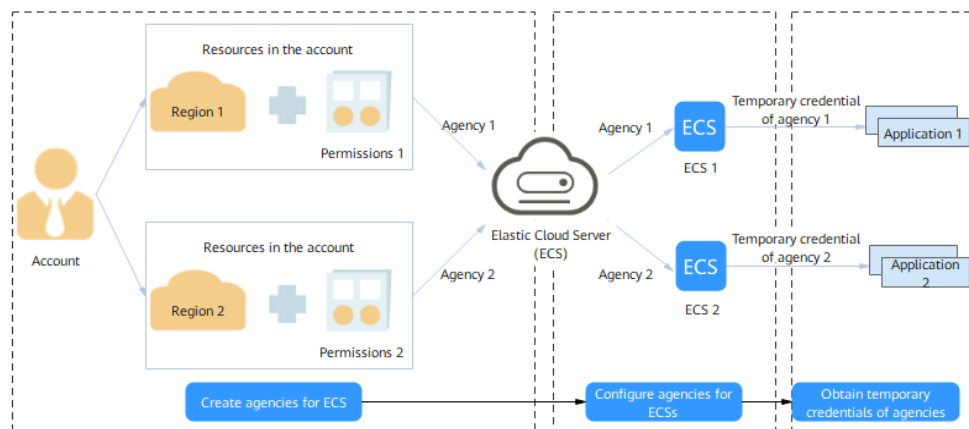 Resources in the account
Region 1
Permissions 1
Agency 1
Account
Resources in the account
Region 2
Permissions 2
Agency 2
Elastic Cloud Server
(ECS)
Agency 1
ECS
ECS 1
Agency 2
ECS
ECS 2
Temporary credential
of agency 1
Application 1
Temporary credential
of agency 2
Application
2
Create agencies for ECS
Configure agencies for
ECSs
Obtain temporary
credentials of agencies